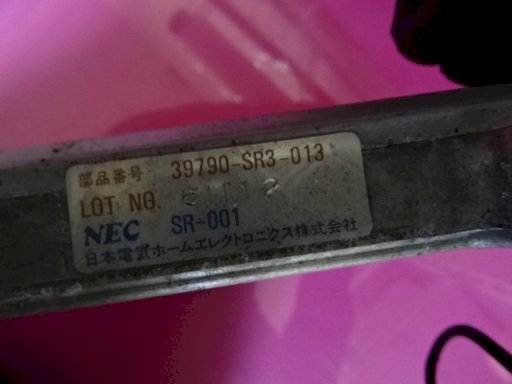 部品番号 39790-SR3-013
LOT NO.
NEC SR-001
日本電気ホームエレクトロニクス株式会社